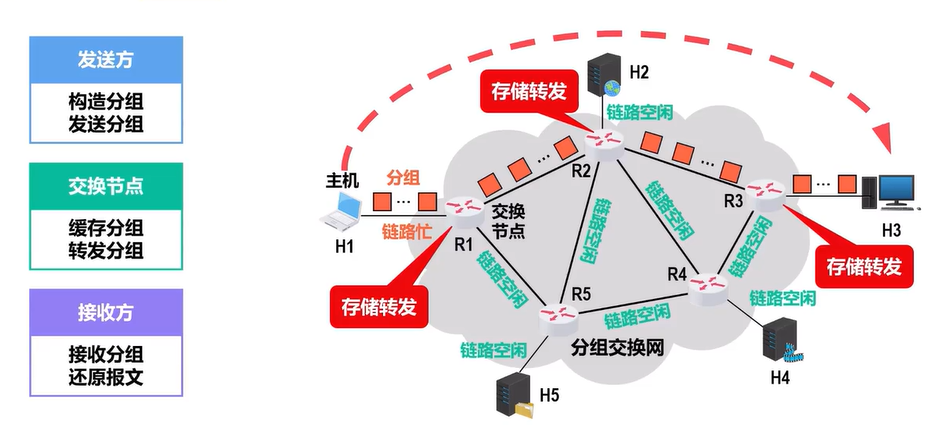 发送方
构造分组
发送分组
交换节点
缓存分组
转发分组
接收方
接收分组
还原报文
H2
存储转发
链路空闲
主机
分组
...
...
...
...
R2
R3
H1
链路忙
R1
交换
节点
H3
链路空闲
链路空闲
链路空闲
链路空闲
存储转发
R4
存储转发
R5
链路空闲
链路空闲
分组交换网
链路空闲
H4
H5